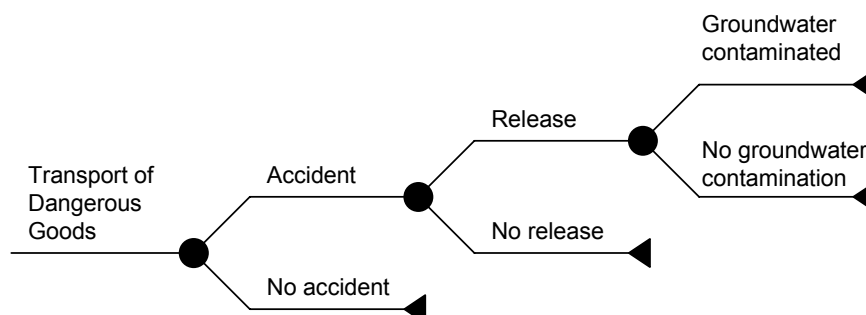 Groundwater
contaminated
Release
No groundwater
contamination
Accident
Transport of
Dangerous
Goods
No release
No accident